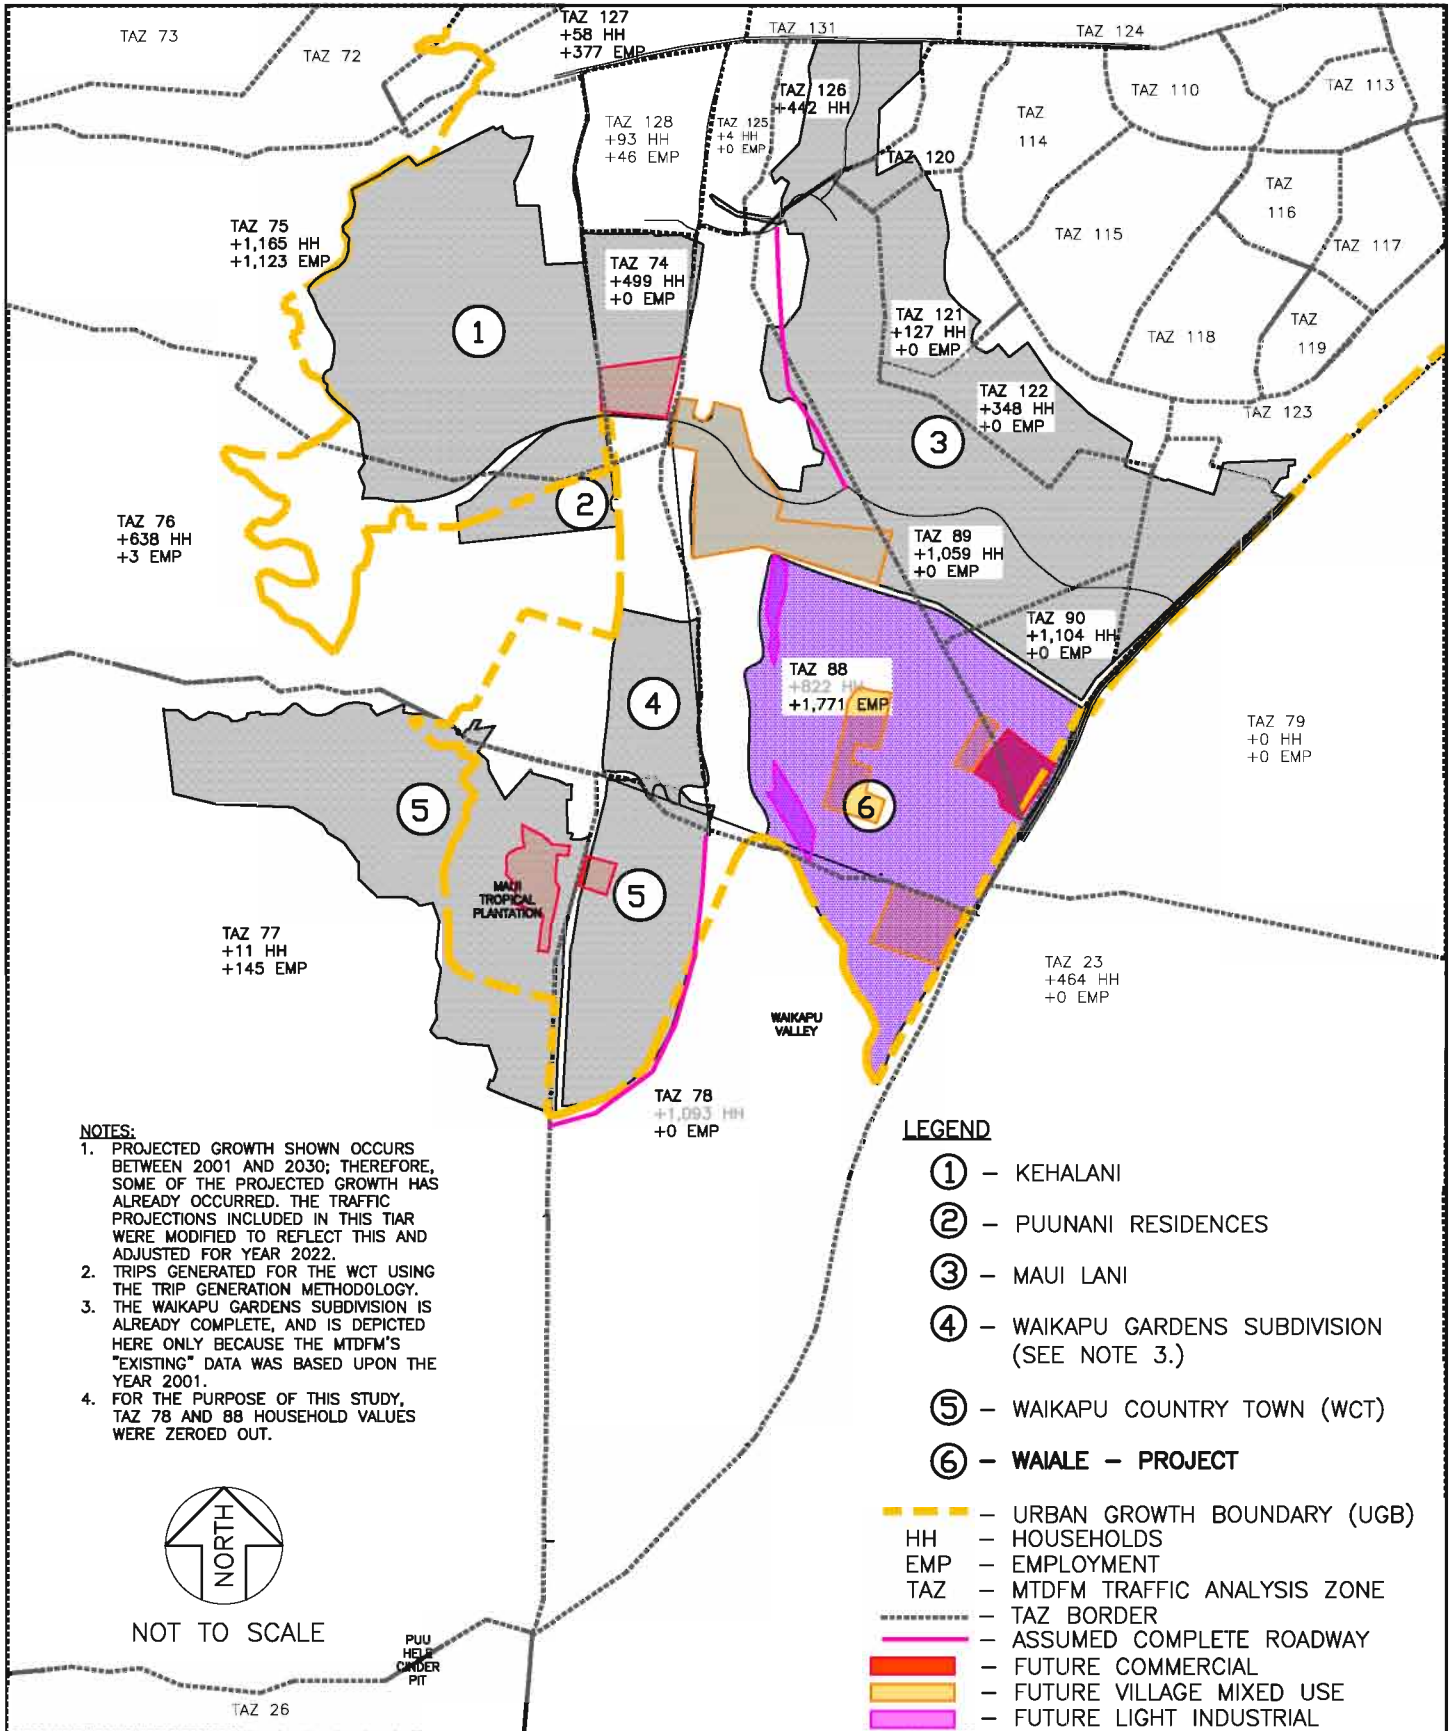 TAZ 73
TAZ 72
TAZ 127
+58 HH
+377 EMP
TAZ 131
TAZ 124
TAZ 128
+93 HH
+46 EMP
TAZ 125
+4 HH
+0 EMP
TAZ 126
+442 HH
TAZ 120
TAZ
114
TAZ 110
TAZ 113
TAZ
116
TAZ 117
TAZ 115
TAZ 118
TAZ
119
TAZ 123
TAZ 75
+1,165 HH
+1,123 EMP
TAZ 74
+499 HH
+0 EMP
TAZ 121
+127 HH
+0 EMP
TAZ 122
+348 HH
+0 EMP
1
2
3
TAZ 76
+638 HH
+3 EMP
TAZ 89
+1,059 HH
+0 EMP
TAZ 90
+1,104 HH
+0 EMP
TAZ 88
+822 HH
+1,771 EMP
TAZ 79
+0 HH
+0 EMP
4
5
6
5
MAUI
TROPICAL
PLANTATION
TAZ 77
+11 HH
+145 EMP
TAZ 23
+464 HH
+0 EMP
WAIKAPU
VALLEY
TAZ 78
+1,093 HH
+0 EMP
NOTES:
1. PROJECTED GROWTH SHOWN OCCURS
BETWEEN 2001 AND 2030; THEREFORE,
SOME OF THE PROJECTED GROWTH HAS
ALREADY OCCURRED. THE TRAFFIC
PROJECTIONS INCLUDED IN THIS TIAR
WERE MODIFIED TO REFLECT THIS AND
ADJUSTED FOR YEAR 2022.
2. TRIPS GENERATED FOR THE WCT USING
THE TRIP GENERATION METHODOLOGY.
3. THE WAIKAPU GARDENS SUBDIVISION IS
ALREADY COMPLETE, AND IS DEPICTED
HERE ONLY BECAUSE THE MTDFM'S
"EXISTING" DATA WAS BASED UPON THE
YEAR 2001.
4. FOR THE PURPOSE OF THIS STUDY,
TAZ 78 AND 88 HOUSEHOLD VALUES
WERE ZEROED OUT.
NORTH
NOT TO SCALE
PUU
HELE
CINDER
PIT
TAZ 26
LEGEND
1 – KEHALANI
2 – PUUNANI RESIDENCES
3 – MAUI LANI
4 – WAIKAPU GARDENS SUBDIVISION
(SEE NOTE 3.)
5 – WAIKAPU COUNTRY TOWN (WCT)
6 – WAIALE – PROJECT
– URBAN GROWTH BOUNDARY (UGB)
HH – HOUSEHOLDS
EMP – EMPLOYMENT
TAZ – MTDFM TRAFFIC ANALYSIS ZONE
– TAZ BORDER
– ASSUMED COMPLETE ROADWAY
– FUTURE COMMERCIAL
– FUTURE VILLAGE MIXED USE
– FUTURE LIGHT INDUSTRIAL